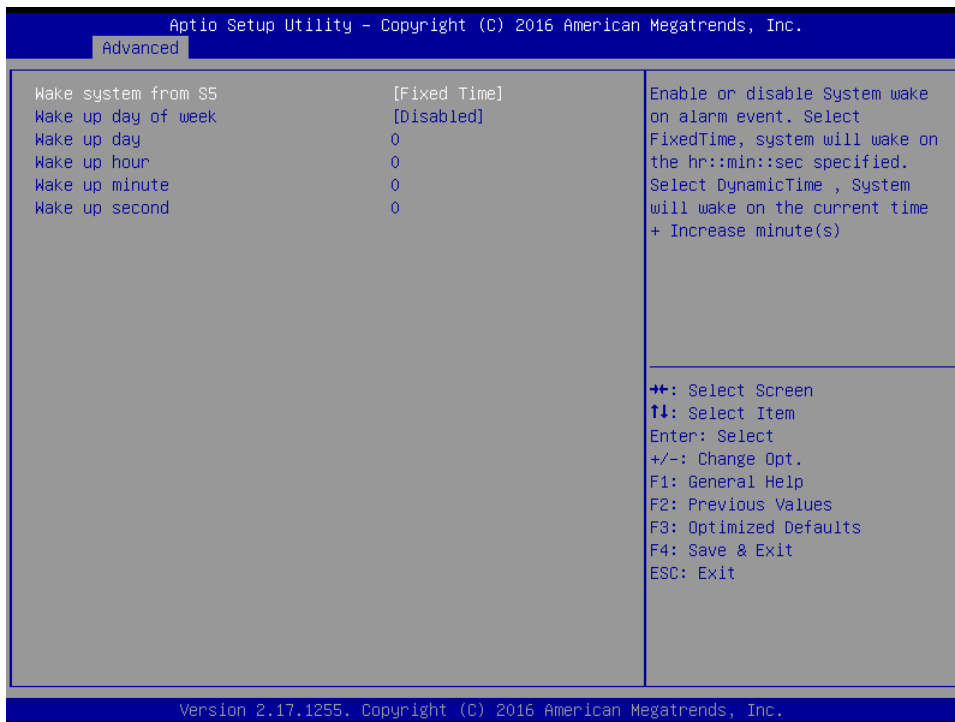 Aptio Setup Utility – Copyright (C) 2016 American Megatrends, Inc.
Advanced
Wake system from S5 [Fixed Time]
Wake up day of week [Disabled]
Wake up day 0
Wake up hour 0
Wake up minute 0
Wake up second 0
Enable or disable System wake
on alarm event. Select
FixedTime, system will wake on
the hr::min::sec specified.
Select DynamicTime , System
will wake on the current time
+ Increase minute(s)
→←: Select Screen
↑↓: Select Item
Enter: Select
+/-: Change Opt.
F1: General Help
F2: Previous Values
F3: Optimized Defaults
F4: Save & Exit
ESC: Exit
Version 2.17.1255. Copyright (C) 2016 American Megatrends, Inc.